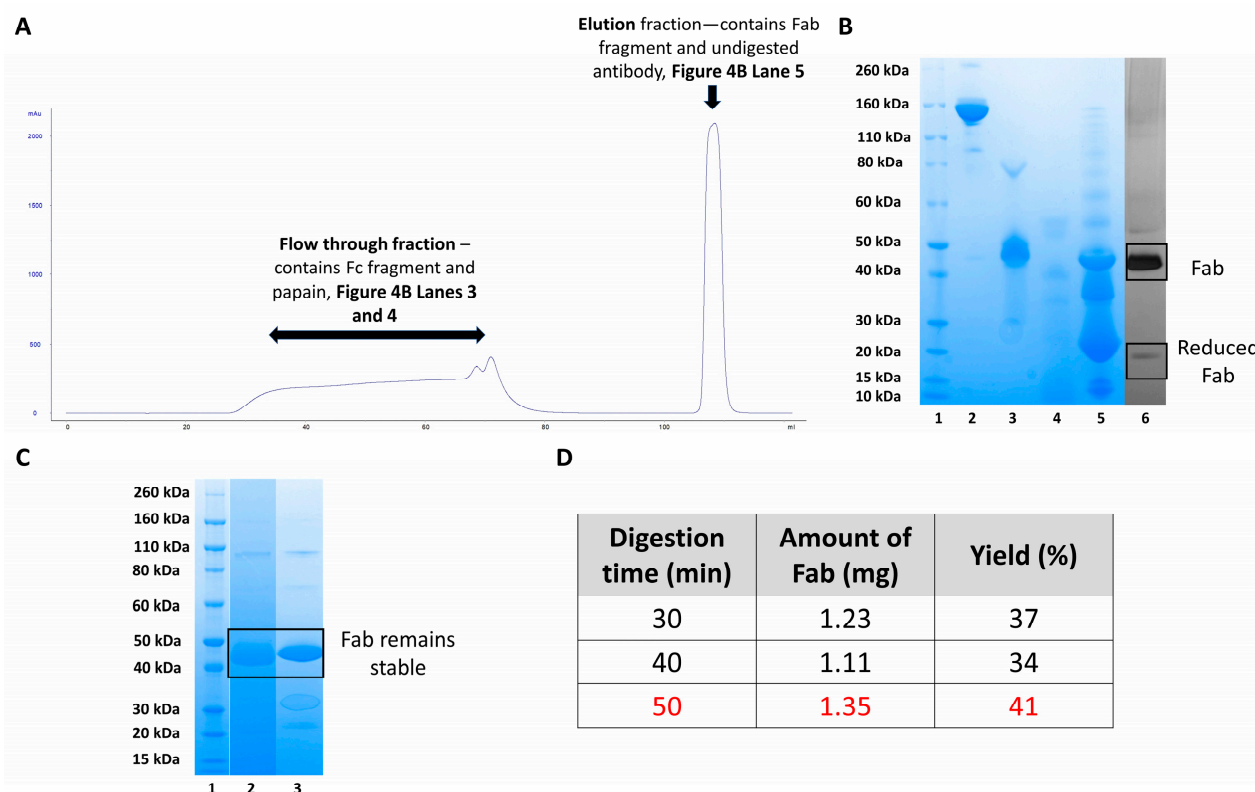 A
Elution fraction—contains Fab
fragment and undigested
antibody, Figure 4B Lane 5
mAu
2000
1500
1000
500
0
Flow through fraction –
contains Fc fragment and
papain, Figure 4B Lanes 3
and 4
0 20 40 60 80 100 ml
B
260 kDa
160 kDa
110 kDa
80 kDa
60 kDa
50 kDa
40 kDa
30 kDa
20 kDa
15 kDa
10 kDa
Fab
Reduced
Fab
1 2 3 4 5 6
C
260 kDa
160 kDa
110 kDa
80 kDa
60 kDa
50 kDa
40 kDa
30 kDa
20 kDa
15 kDa
Fab remains
stable
1 2 3
D
Digestion
time (min)
Amount of
Fab (mg)
Yield (%)
30 1.23 37
40 1.11 34
50 1.35 41